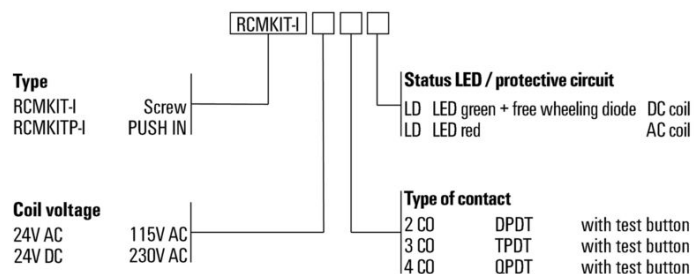 RCMKIT-I
Type
RCMKIT-I Screw
RCMKITP-I PUSH IN
Status LED / protective circuit
LD LED green + free wheeling diode DC coil
LD LED red AC coil
Coil voltage
24V AC 115V AC
24V DC 230V AC
Type of contact
2 CO DPDT with test button
3 CO TPDT with test button
4 CO QPDT with test button